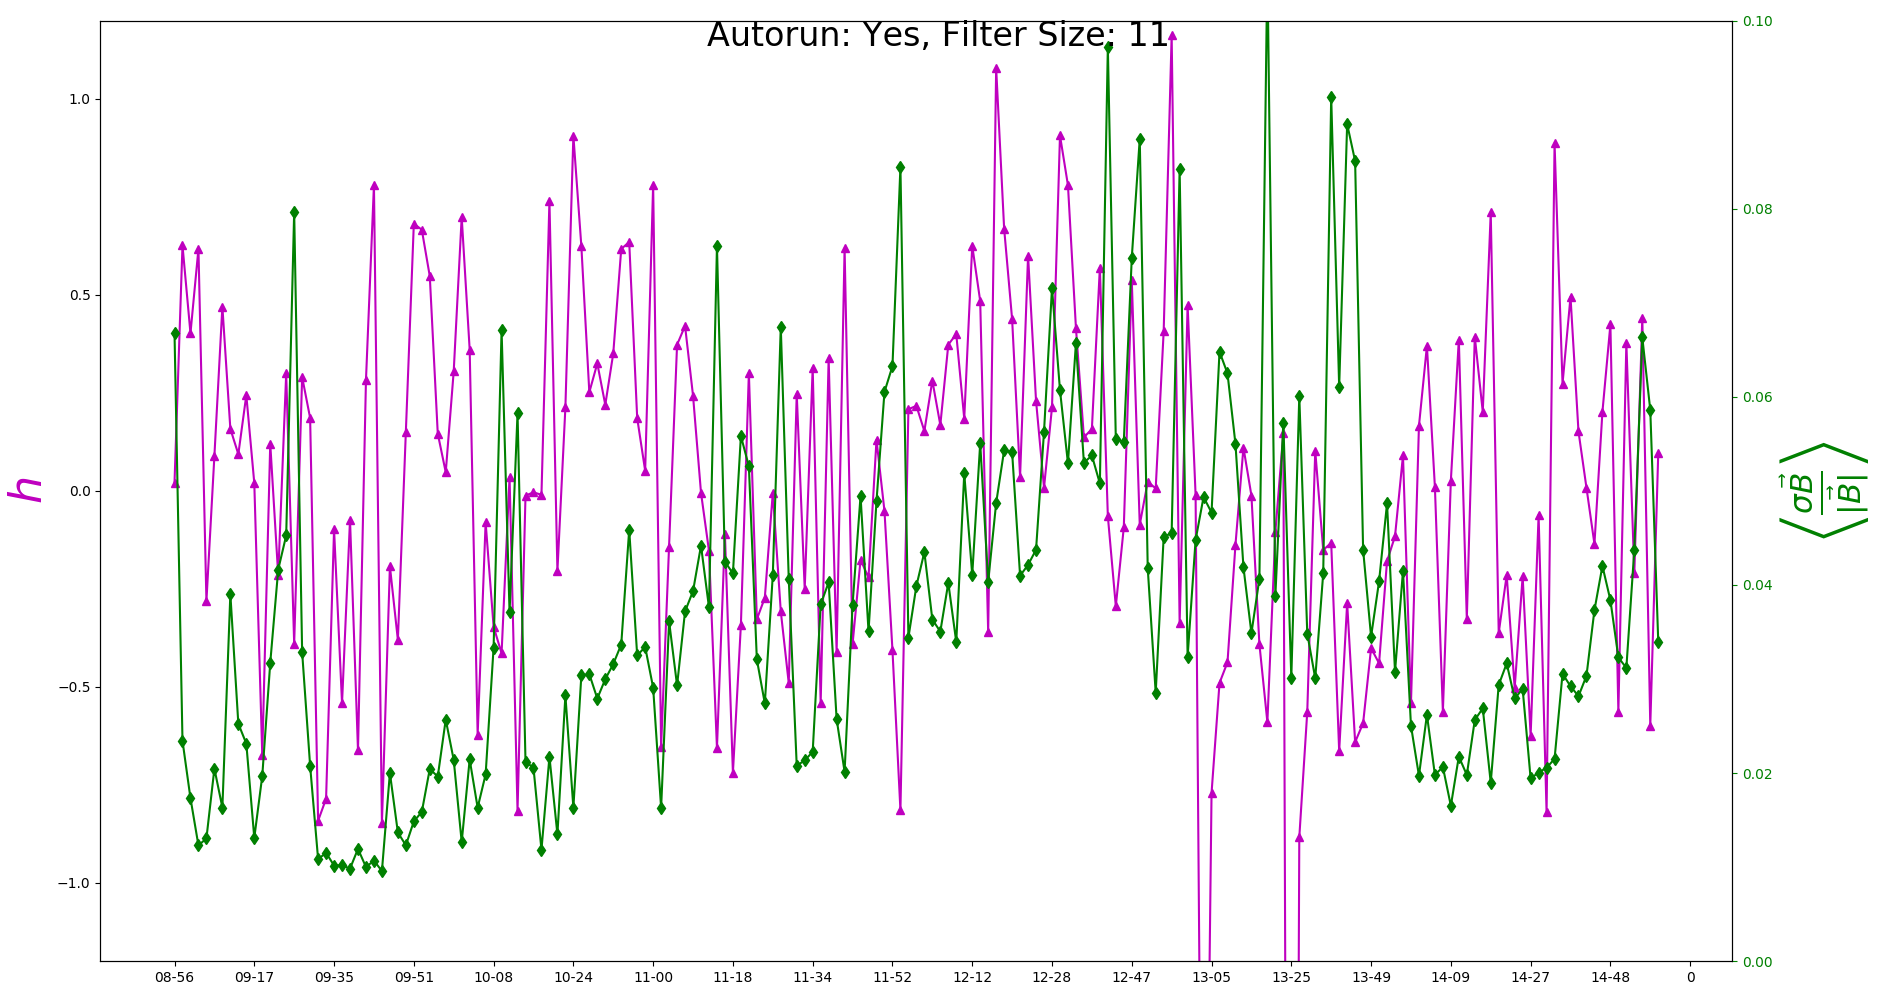 Autorun: Yes, Filter Size: 11
1.0
0.5
0.0
−0.5
−1.0
h
0.10
0.08
0.06
0.04
0.02
0.00
⟨σB⃗ / |B⃗|⟩
08-56 09-17 09-35 09-51 10-08 10-24 11-00 11-18 11-34 11-52 12-12 12-28 12-47 13-05 13-25 13-49 14-09 14-27 14-48 0